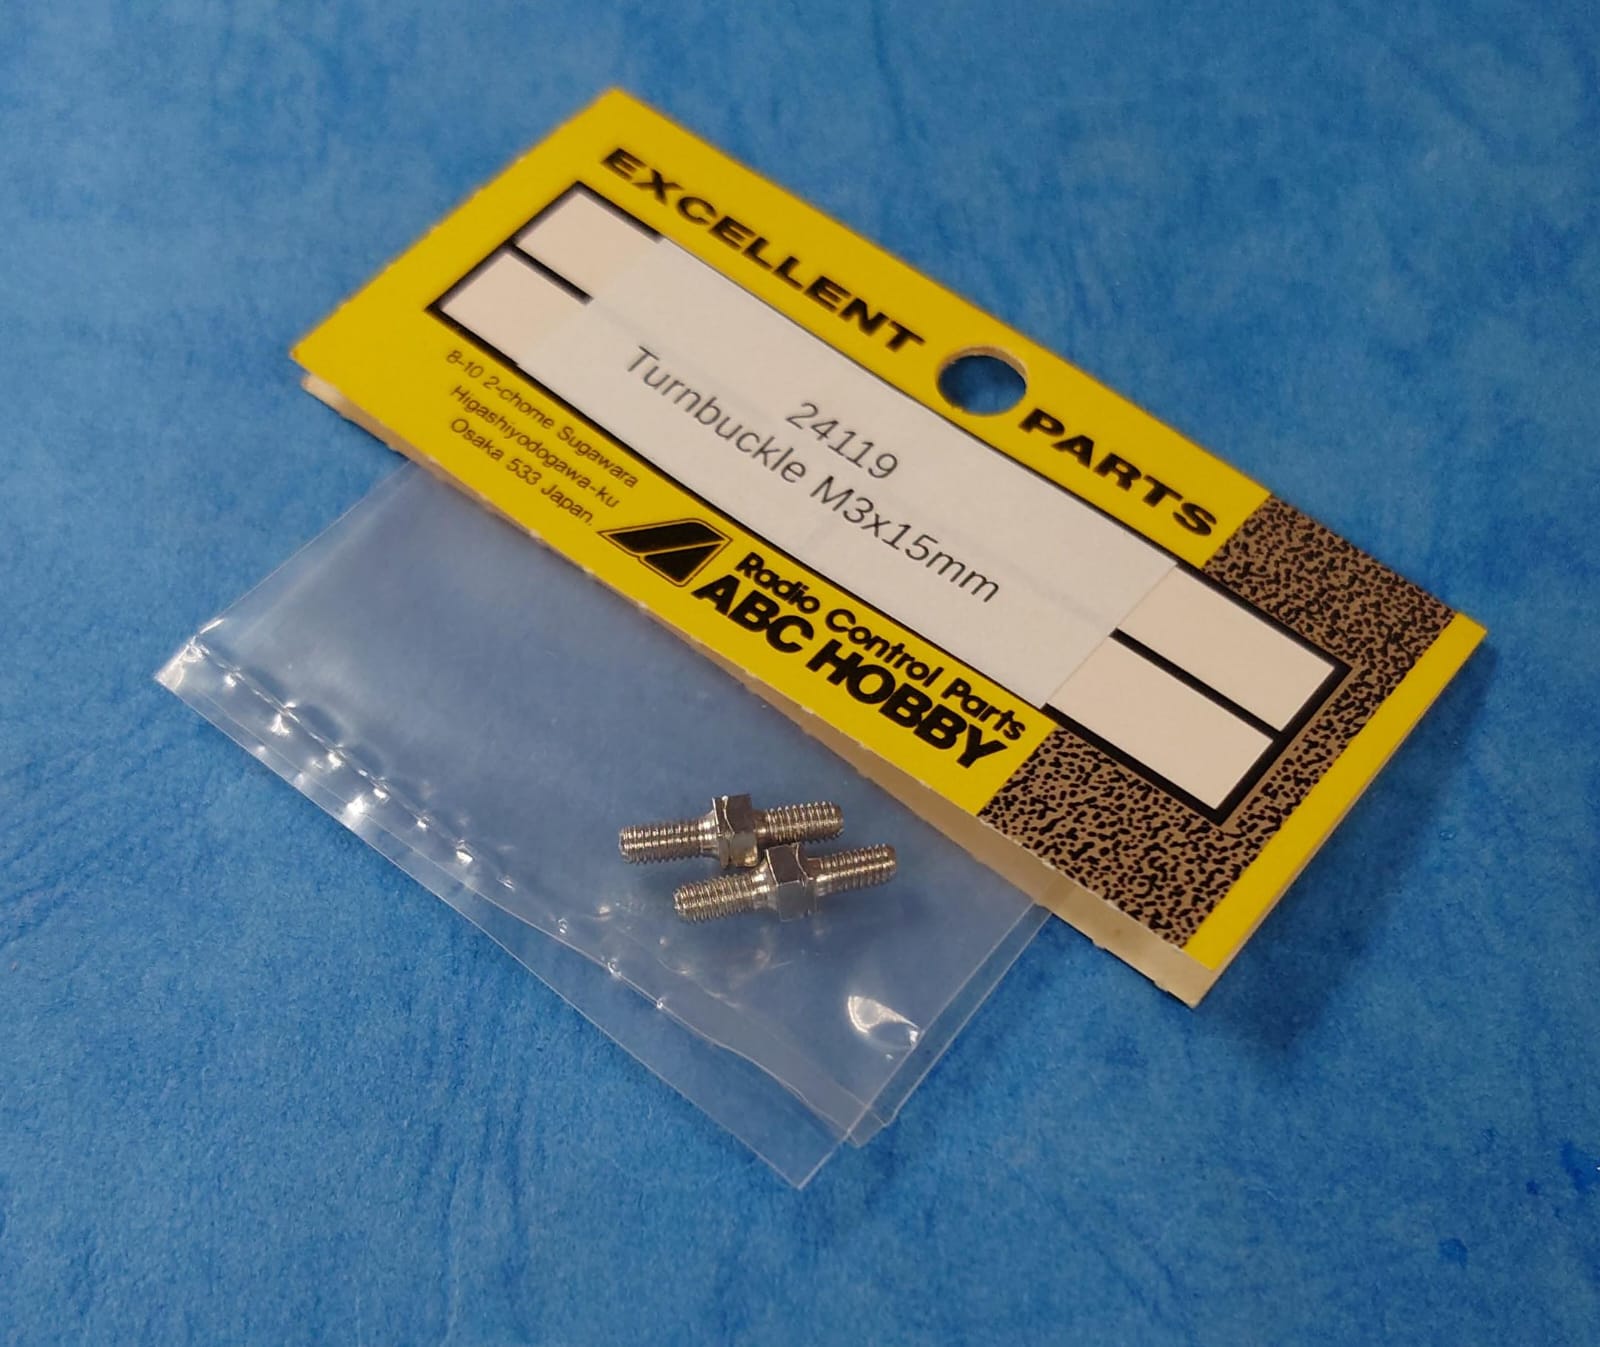 EXCELLENT PARTS
24119
Turnbuckle M3x15mm
8-10 2-chome Sugawara
Higashiyodogawa-ku
Osaka 533 Japan.
Radio Control Parts
ABC HOBBY